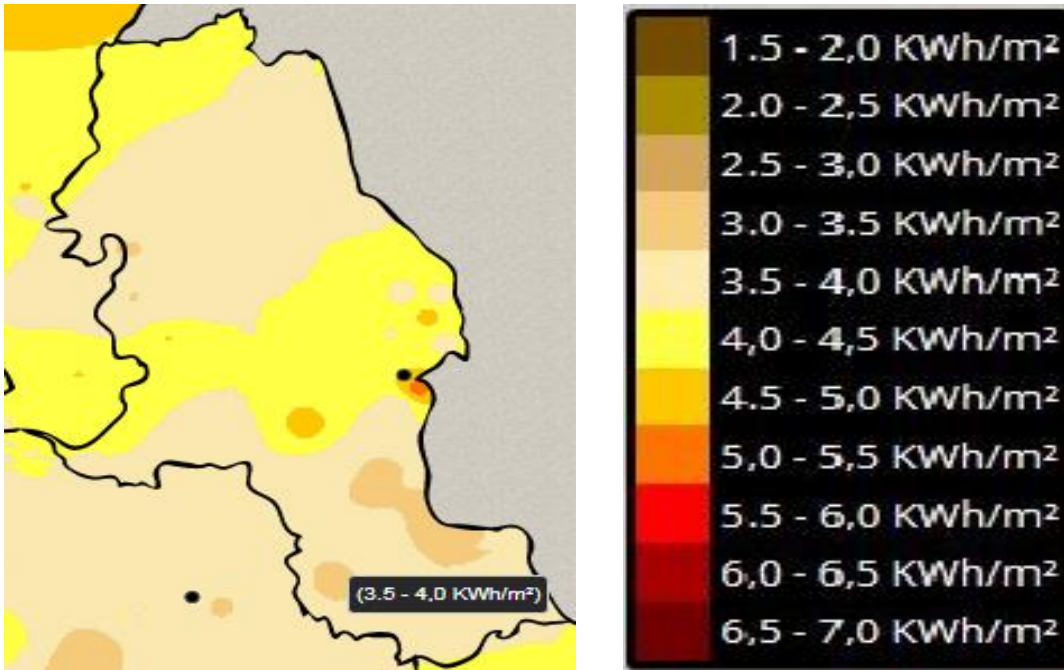 (3.5 - 4,0 KWh/m²)
1.5 - 2,0 KWh/m²
2.0 - 2,5 KWh/m²
2.5 - 3,0 KWh/m²
3.0 - 3.5 KWh/m²
3.5 - 4,0 KWh/m²
4,0 - 4,5 KWh/m²
4.5 - 5,0 KWh/m²
5,0 - 5,5 KWh/m²
5.5 - 6,0 KWh/m²
6,0 - 6,5 KWh/m²
6,5 - 7,0 KWh/m²